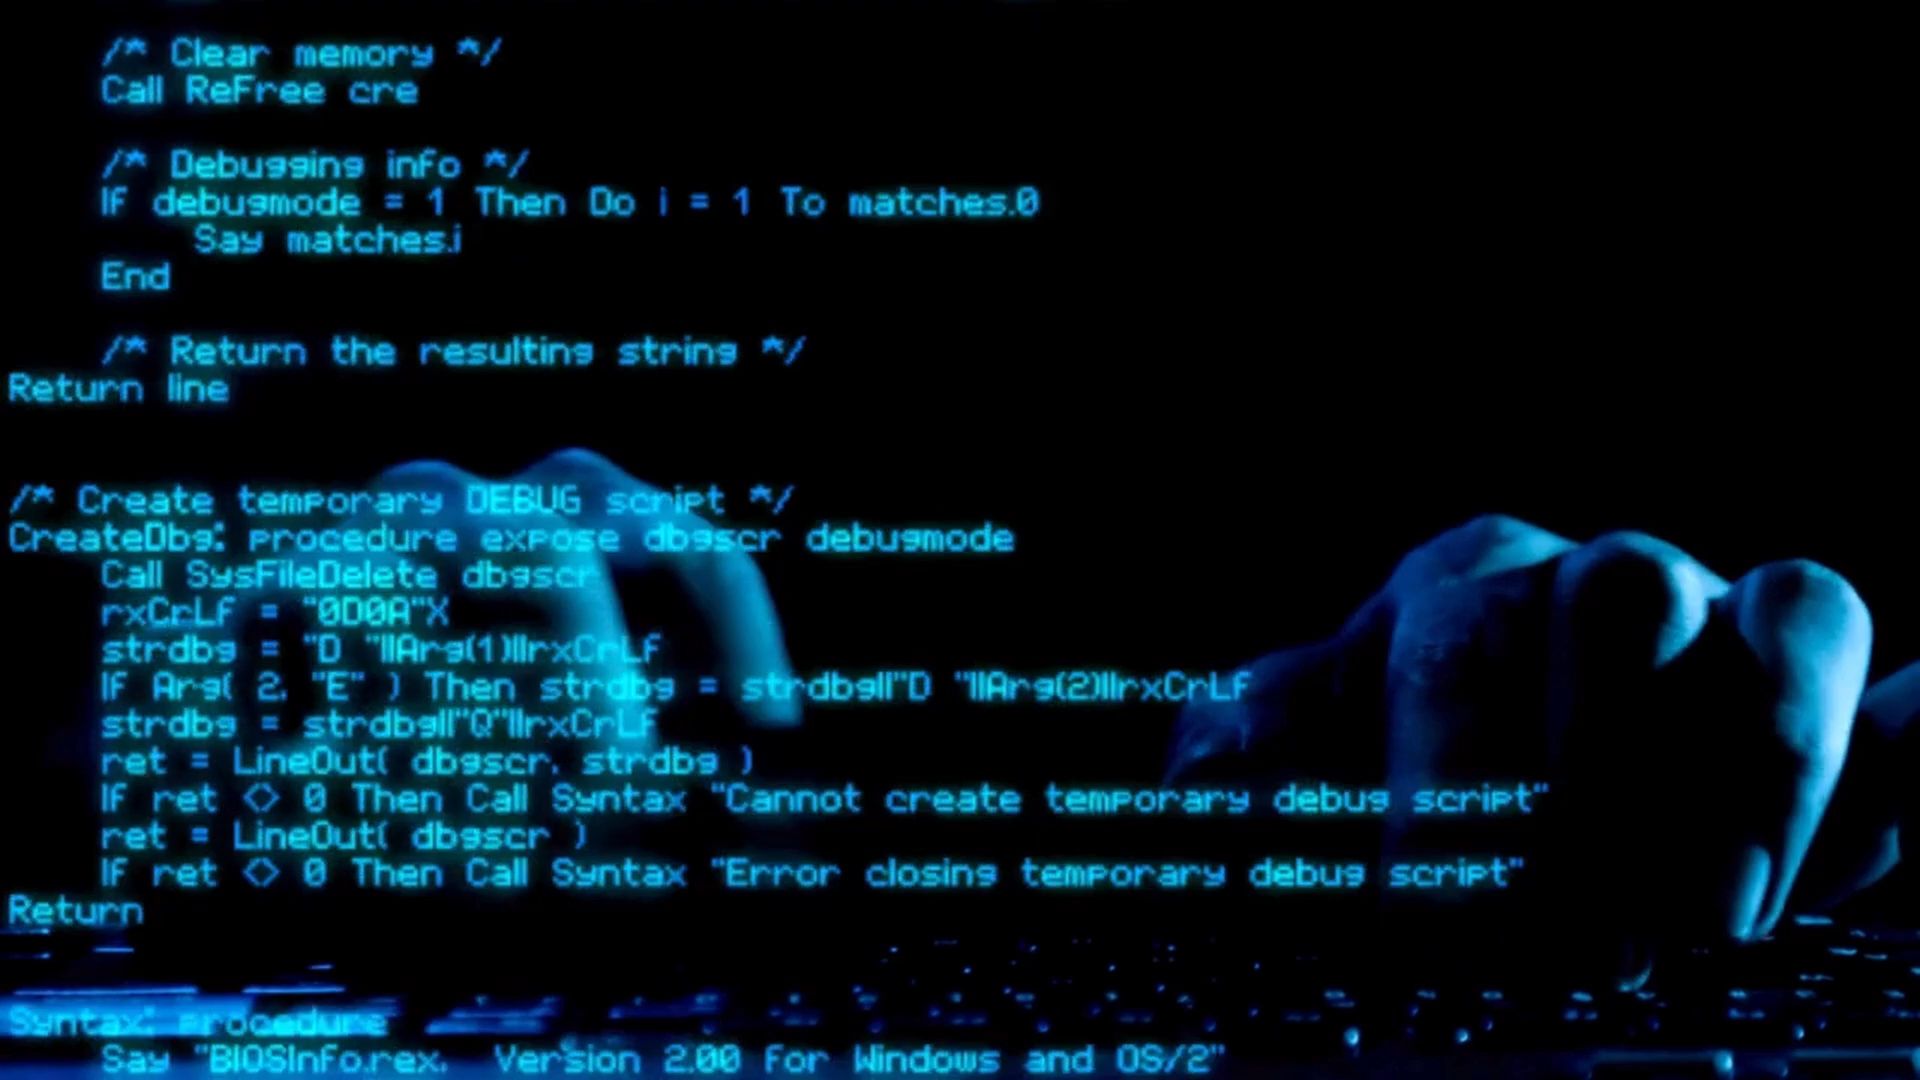 /* Clear memory */
Call ReFree cre
/* Debugging info */
If debugmode = 1 Then Do i = 1 To matches.0
Say matches.i
End
/* Return the resulting string */
Return line
/* Create temporary DEBUG script */
CreateDbg: procedure expose dbgscr debugmode
Call SysFileDelete dbgscr
rxCrLf = "0D0A"X
strdbg = "D "||Arg(1)||rxCrLf
If Arg( 2, "E" ) Then strdbg = strdbg||"D "||Arg(2)||rxCrLf
strdbg = strdbg||"Q"||rxCrLf
ret = LineOut( dbgscr, strdbg )
If ret <> 0 Then Call Syntax "Cannot create temporary debug script"
ret = LineOut( dbgscr )
If ret <> 0 Then Call Syntax "Error closing temporary debug script"
Return
Syntax: procedure
Say "BIOSInfo.rex, Version 2.00 for Windows and OS/2"